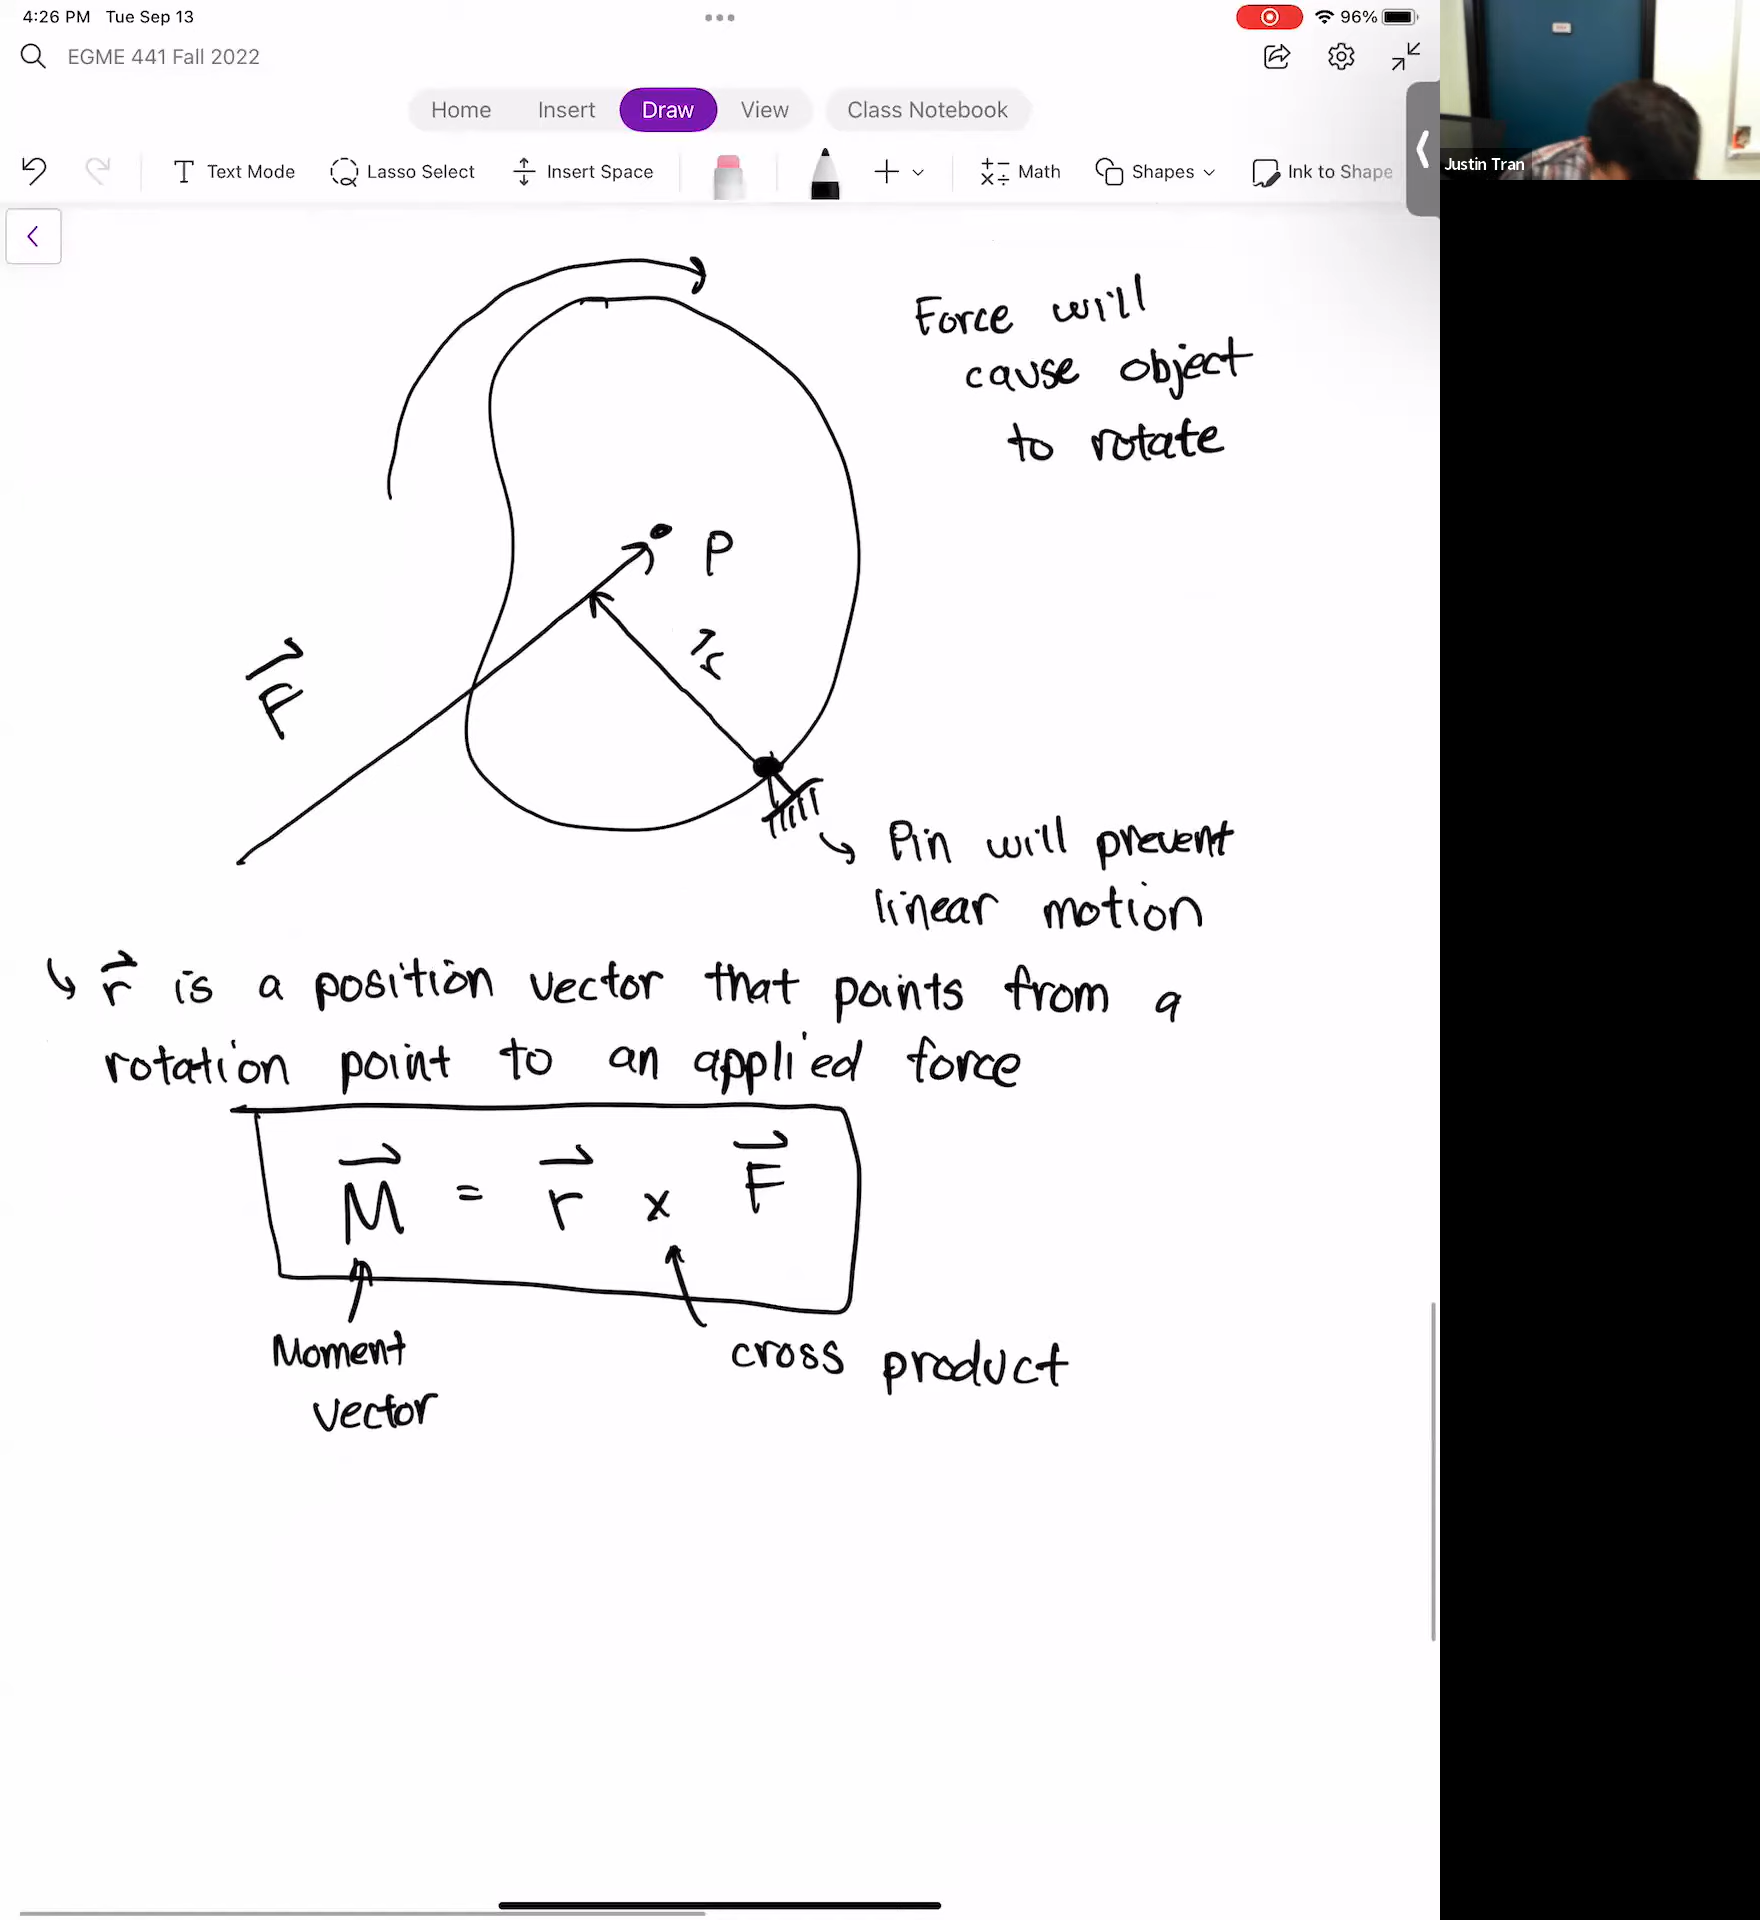 4:26 PM Tue Sep 13
96%
EGME 441 Fall 2022
Home Insert Draw View Class Notebook
Text Mode Lasso Select Insert Space Math Shapes Ink to Shape
Justin Tran
Force will
cause object
to rotate
P
r
F
Pin will prevent
linear motion
r is a position vector that points from a
rotation point to an applied force
M = r x F
Moment
vector
cross product